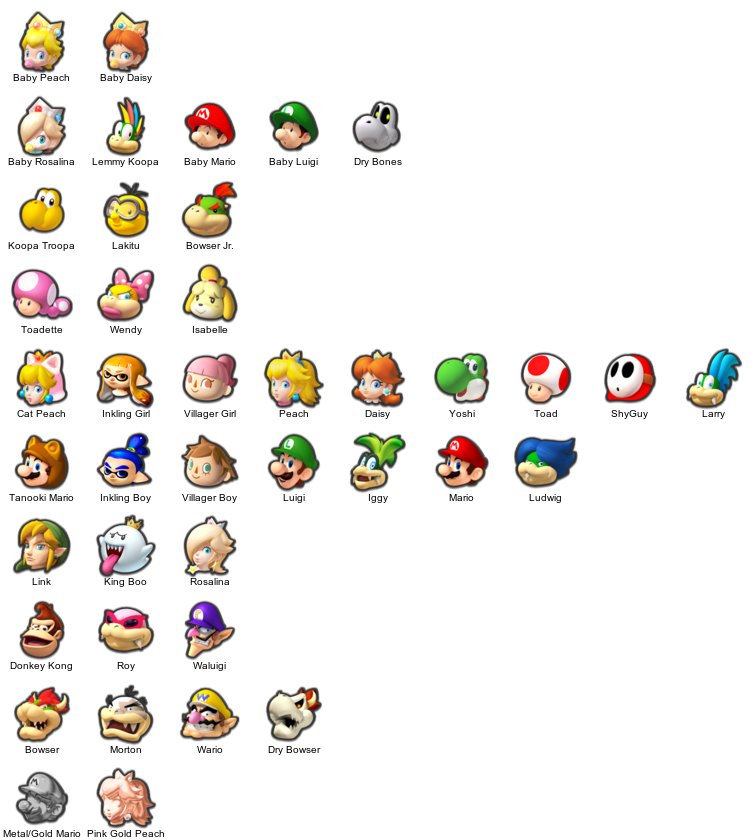 Baby Peach Baby Daisy
Baby Rosalina Lemmy Koopa Baby Mario Baby Luigi Dry Bones
Koopa Troopa Lakitu Bowser Jr.
Toadette Wendy Isabelle
Cat Peach Inkling Girl Villager Girl Peach Daisy Yoshi Toad ShyGuy Larry
Tanooki Mario Inkling Boy Villager Boy Luigi Iggy Mario Ludwig
Link King Boo Rosalina
Donkey Kong Roy Waluigi
Bowser Morton Wario Dry Bowser
Metal/Gold Mario Pink Gold Peach